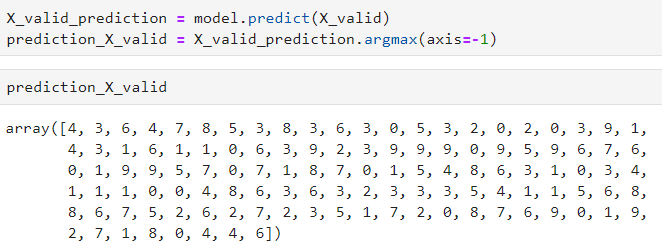 X_valid_prediction = model.predict(X_valid)
prediction_X_valid = X_valid_prediction.argmax(axis=-1)
prediction_X_valid
array([4, 3, 6, 4, 7, 8, 5, 3, 8, 3, 6, 3, 0, 5, 3, 2, 0, 2, 0, 3, 9, 1,
4, 3, 1, 6, 1, 1, 0, 6, 3, 9, 2, 3, 9, 9, 9, 0, 9, 5, 9, 6, 7, 6,
0, 1, 9, 9, 5, 7, 0, 7, 1, 8, 7, 0, 1, 5, 4, 8, 6, 3, 1, 0, 3, 4,
1, 1, 1, 0, 0, 4, 8, 6, 3, 6, 3, 2, 3, 3, 3, 5, 4, 1, 1, 5, 6, 8,
8, 6, 7, 5, 2, 6, 2, 7, 2, 3, 5, 1, 7, 2, 0, 8, 7, 6, 9, 0, 1, 9,
2, 7, 1, 8, 0, 4, 4, 6])